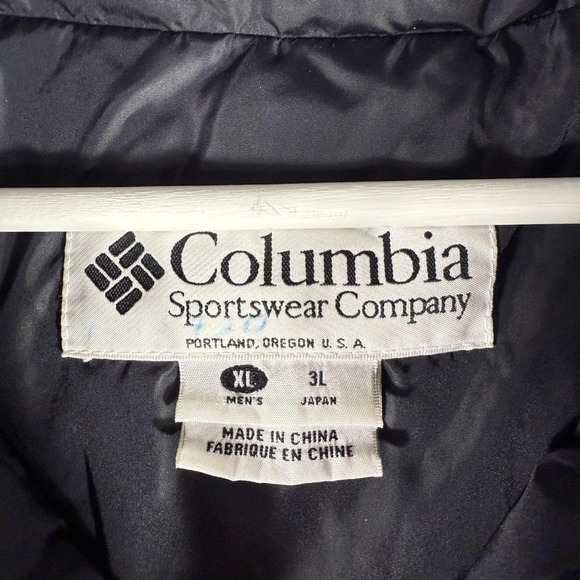 Columbia
Sportswear Company
PORTLAND, OREGON U. S. A.
XL 3L
MEN'S JAPAN
MADE IN CHINA
FABRIQUE EN CHINE